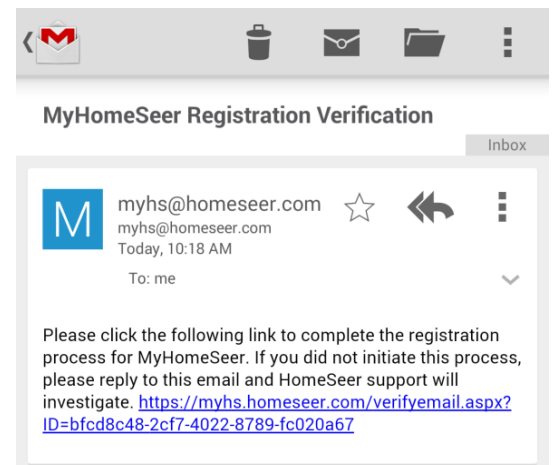 MyHomeSeer Registration Verification
Inbox
M
myhs@homeseer.com
myhs@homeseer.com
Today, 10:18 AM
To: me
Please click the following link to complete the registration
process for MyHomeSeer. If you did not initiate this process,
please reply to this email and HomeSeer support will
investigate. https://myhs.homeseer.com/verifyemail.aspx?
ID=bfcd8c48-2cf7-4022-8789-fc020a67